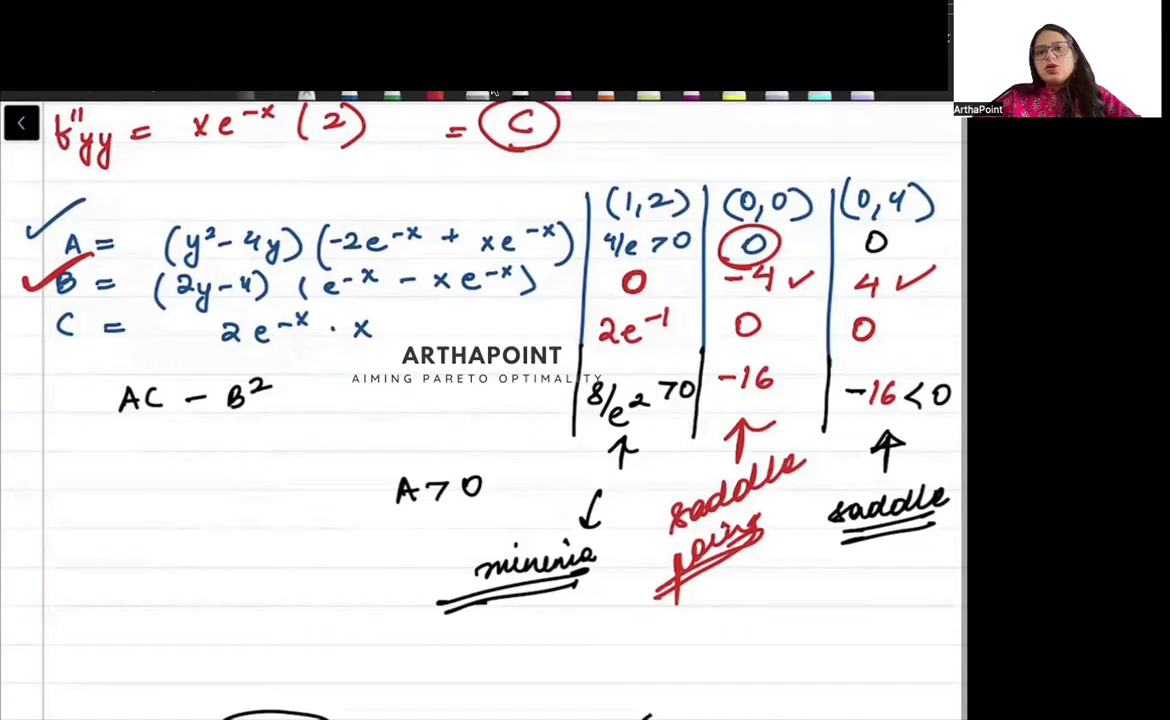 ArthaPoint
f''yy = xe^-x (2) = C
(1,2) (0,0) (0,4)
A = (y²-4y) (-2e^-x + xe^-x) 4/e >0 0 0
B = (2y-4) (e^-x - xe^-x) 0 -4 ✓ 4 ✓
C = 2e^-x · x 2e^-1 0 0
ARTHAPOINT
AIMING PARETO OPTIMALITY
AC - B² 8/e² >0 -16 -16 < 0
A > 0
saddle
point
saddle
minima